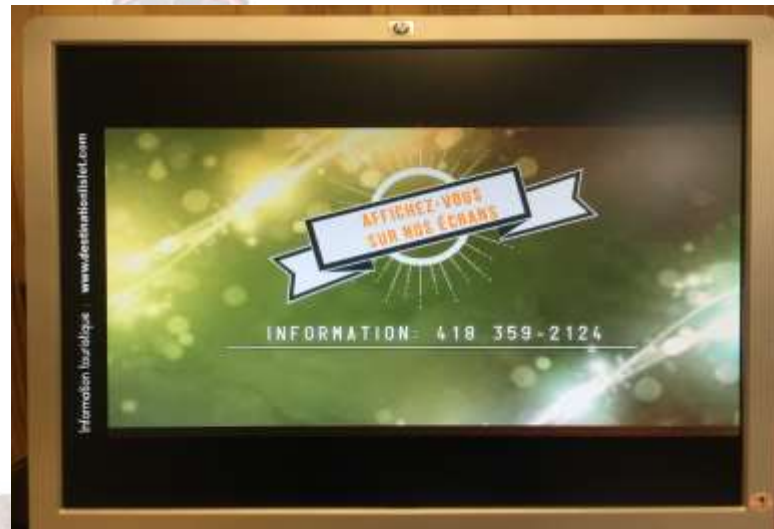 AFFICHEZ-VOUS
SUR NOS ÉCRANS
INFORMATION: 418 359-2124
Information touristique : www.destinationlislet.com